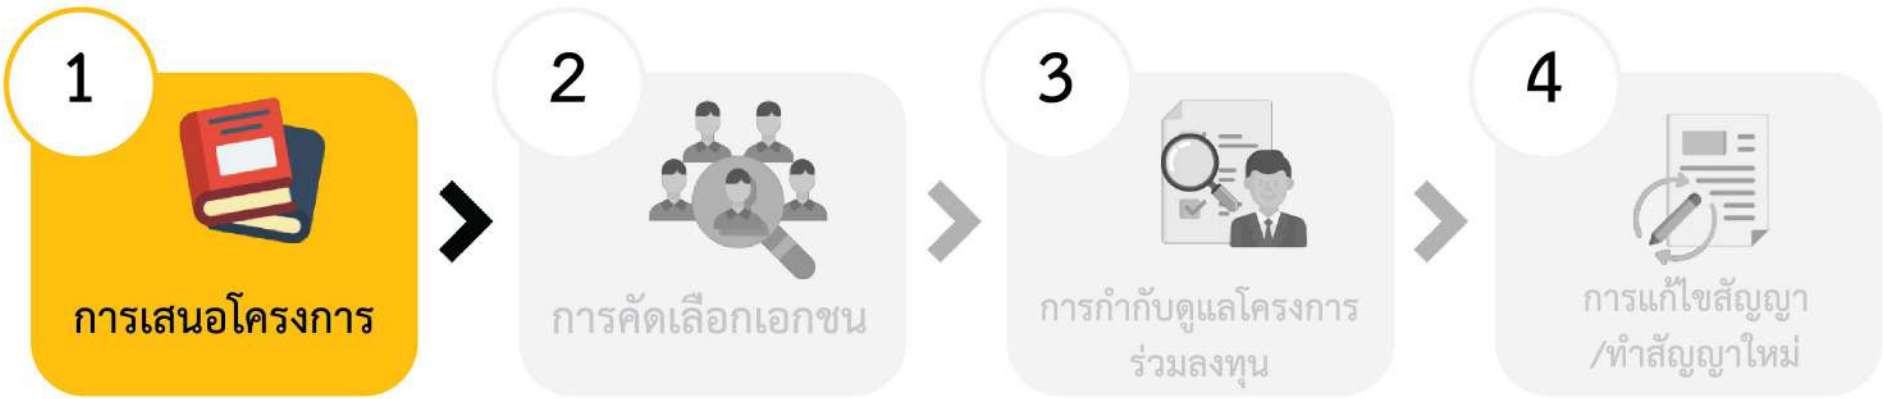 1
การเสนอโครงการ
2
การคัดเลือกเอกชน
3
การกำกับดูแลโครงการ
ร่วมลงทุน
4
การแก้ไขสัญญา
/ทำสัญญาใหม่